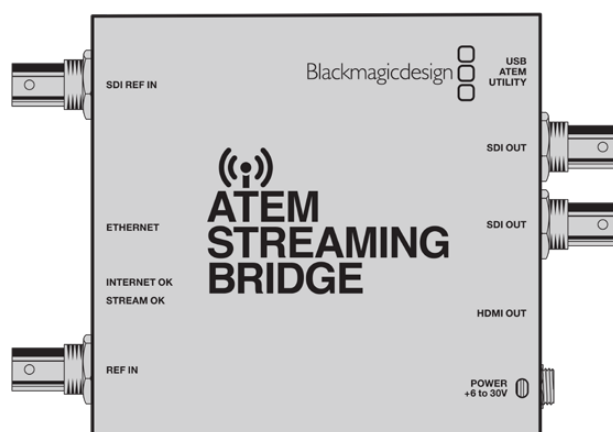 Blackmagicdesign
USB
ATEM
UTILITY
SDI REF IN
SDI OUT
ATEM
STREAMING
BRIDGE
ETHERNET
SDI OUT
INTERNET OK
STREAM OK
HDMI OUT
REF IN
POWER
+6 to 30V